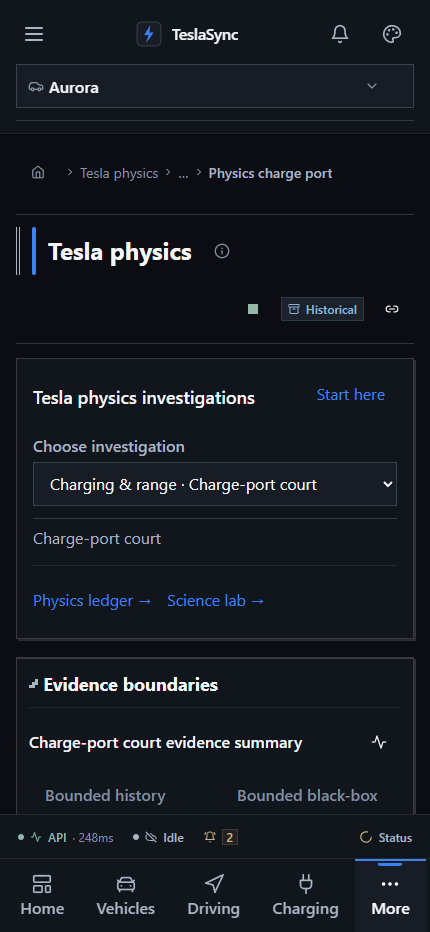 TeslaSync
Aurora
Tesla physics > ... > Physics charge port
Tesla physics
Historical
Tesla physics investigations
Start here
Choose investigation
Charging & range · Charge-port court
Charge-port court
Physics ledger →
Science lab →
Evidence boundaries
Charge-port court evidence summary
Bounded history
Bounded black-box
API · 248ms
Idle
2
Status
Home
Vehicles
Driving
Charging
More